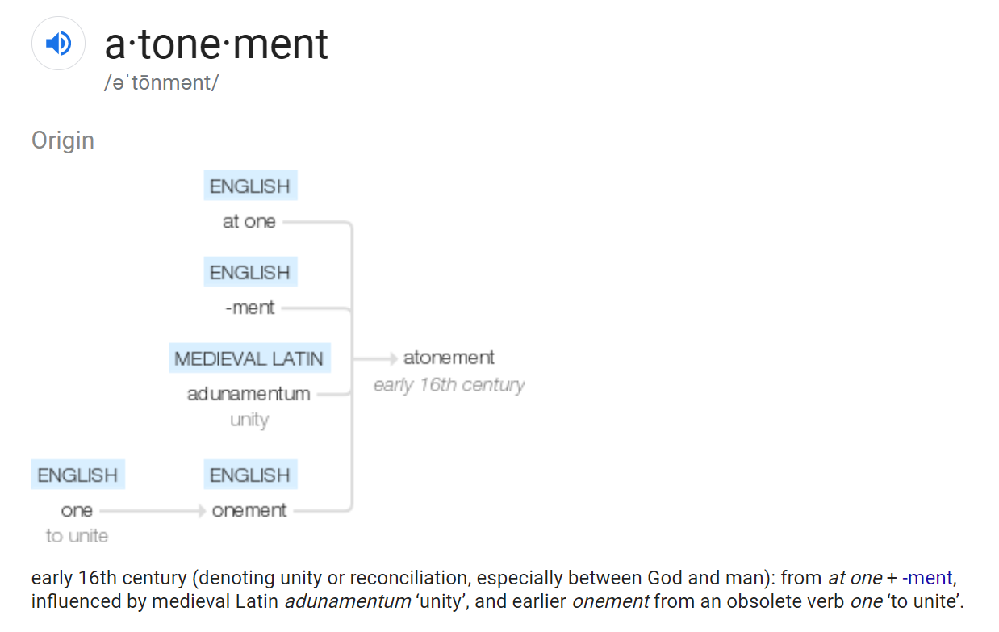 a·tone·ment
/əˈtōnmənt/
Origin
ENGLISH
at one
ENGLISH
-ment
MEDIEVAL LATIN
adunamentum
unity
atonement
early 16th century
ENGLISH
one
to unite
ENGLISH
onement
early 16th century (denoting unity or reconciliation, especially between God and man): from at one + -ment,
influenced by medieval Latin adunamentum ‘unity’, and earlier onement from an obsolete verb one ‘to unite’.